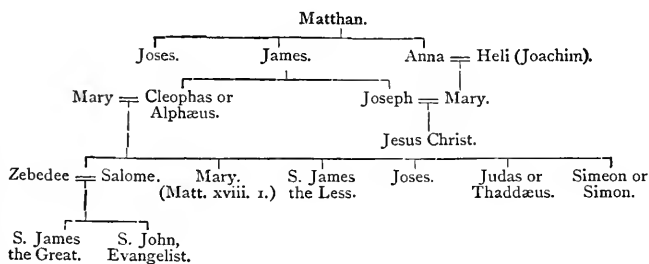 Matthan.
Joses. James. Anna = Heli (Joachim).
Mary = Cleophas or Joseph = Mary.
Alphæus.
Jesus Christ.
Zebedee = Salome. Mary. S. James Joses. Judas or Simeon or
(Matt. xviii. 1.) the Less. Thaddæus. Simon.
S. James S. John,
the Great. Evangelist.